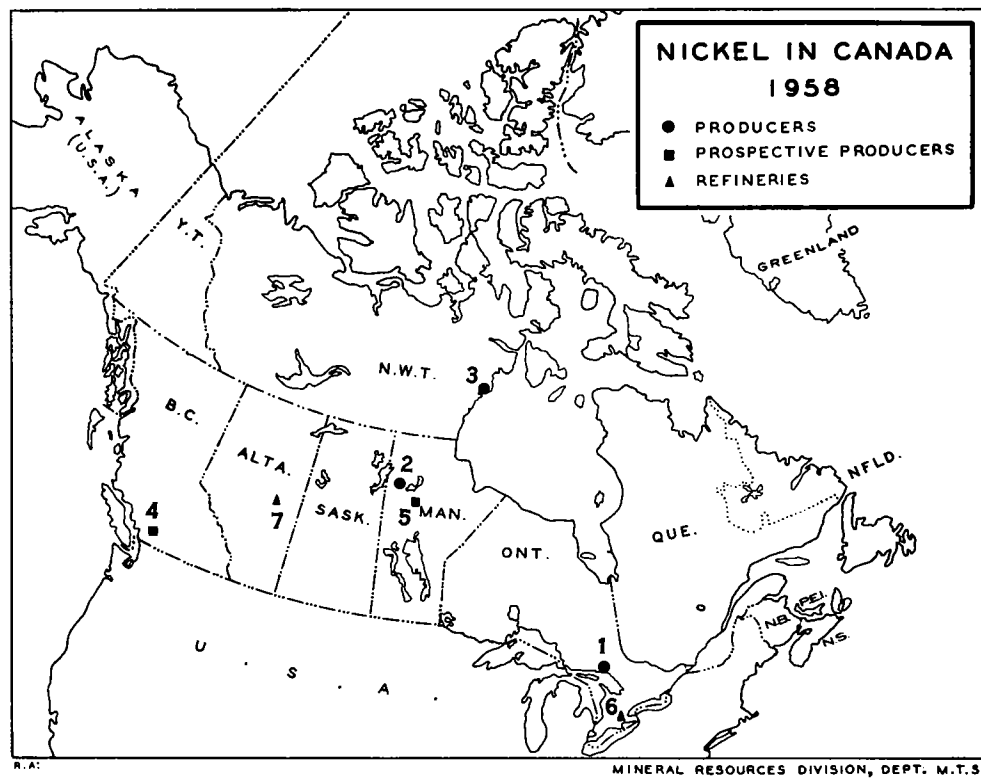 NICKEL IN CANADA
1958
● PRODUCERS
■ PROSPECTIVE PRODUCERS
▲ REFINERIES
ALASKA
(U.S.A.)
Y.T.
GREENLAND
N.W.T.
3
B.C.
ALTA.
7
SASK.
2
5
MAN.
4
ONT.
QUE.
NFLD.
P.E.I.
N.B.
N.S.
1
6
U. S. A.
R.A:
MINERAL RESOURCES DIVISION, DEPT. M.T.S